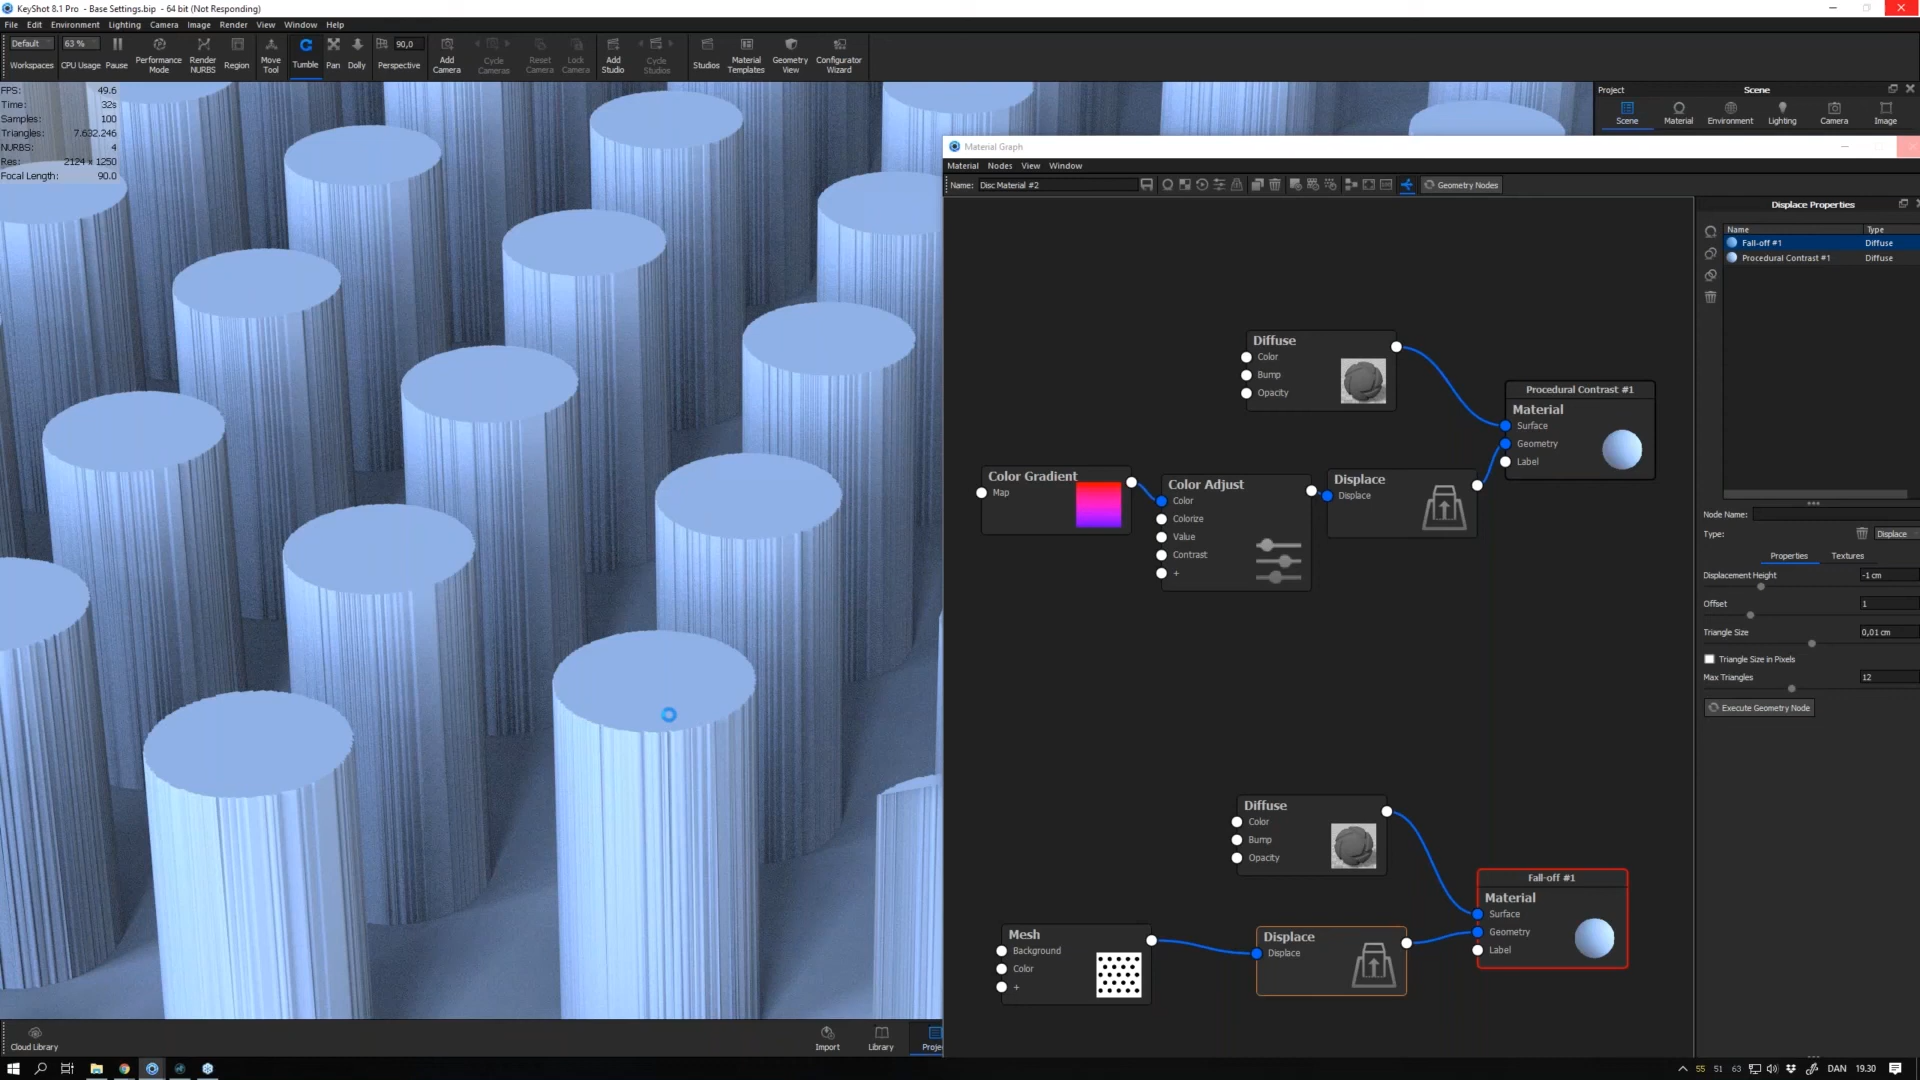 KeyShot 8.1 Pro - Base Settings.bip - 64 bit (Not Responding)
File Edit Environment Lighting Camera Image Render View Window Help
Default 63 % 90,0
Workspaces CPU Usage Pause Performance Mode Render NURBS Region Move Tool Tumble Pan Dolly Perspective Add Camera Cycle Cameras Reset Camera Lock Camera Add Studio Cycle Studios Studios Material Templates Geometry View Configurator Wizard
FPS: 49.6
Time: 32s
Samples: 100
Triangles: 7.632.246
NURBS: 4
Res: 2124 x 1250
Focal Length: 90.0
Project Scene
Scene Material Environment Lighting Camera Image
Material Graph
Material Nodes View Window
Name: Disc Material #2 Geometry Nodes
Displace Properties
Name Type
Fall-off #1 Diffuse
Procedural Contrast #1 Diffuse
Diffuse
Color
Bump
Opacity
Procedural Contrast #1
Material
Surface
Geometry
Label
Color Gradient
Map
Color Adjust
Color
Colorize
Value
Contrast
+
Displace
Displace
Node Name:
Type: Displace
Properties Textures
Displacement Height -1 cm
Offset 1
Triangle Size 0,01 cm
Triangle Size in Pixels
Max Triangles 12
Execute Geometry Node
Diffuse
Color
Bump
Opacity
Fall-off #1
Material
Surface
Geometry
Label
Mesh
Background
Color
+
Displace
Displace
Cloud Library Import Library Proje
55 51 63 DAN 19.30